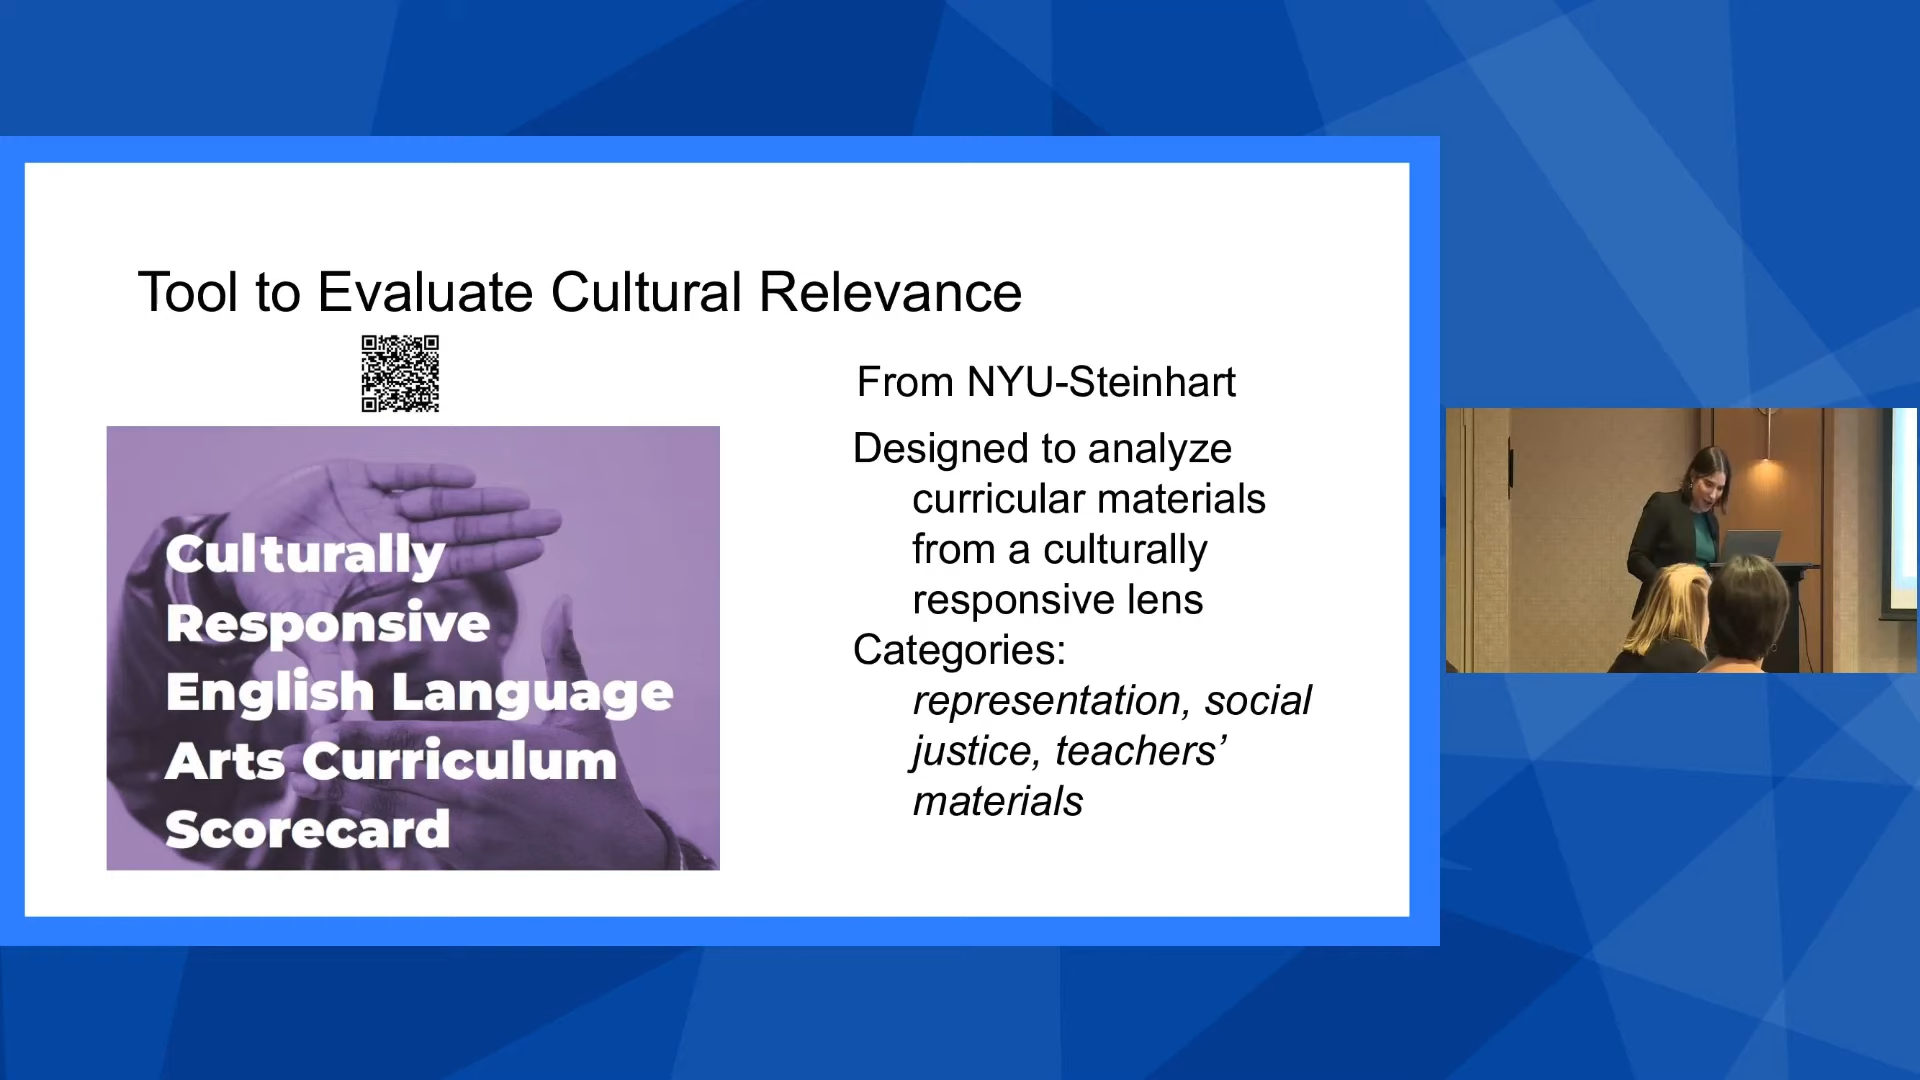 Tool to Evaluate Cultural Relevance
Culturally
Responsive
English Language
Arts Curriculum
Scorecard
From NYU-Steinhart
Designed to analyze
curricular materials
from a culturally
responsive lens
Categories:
representation, social
justice, teachers’
materials